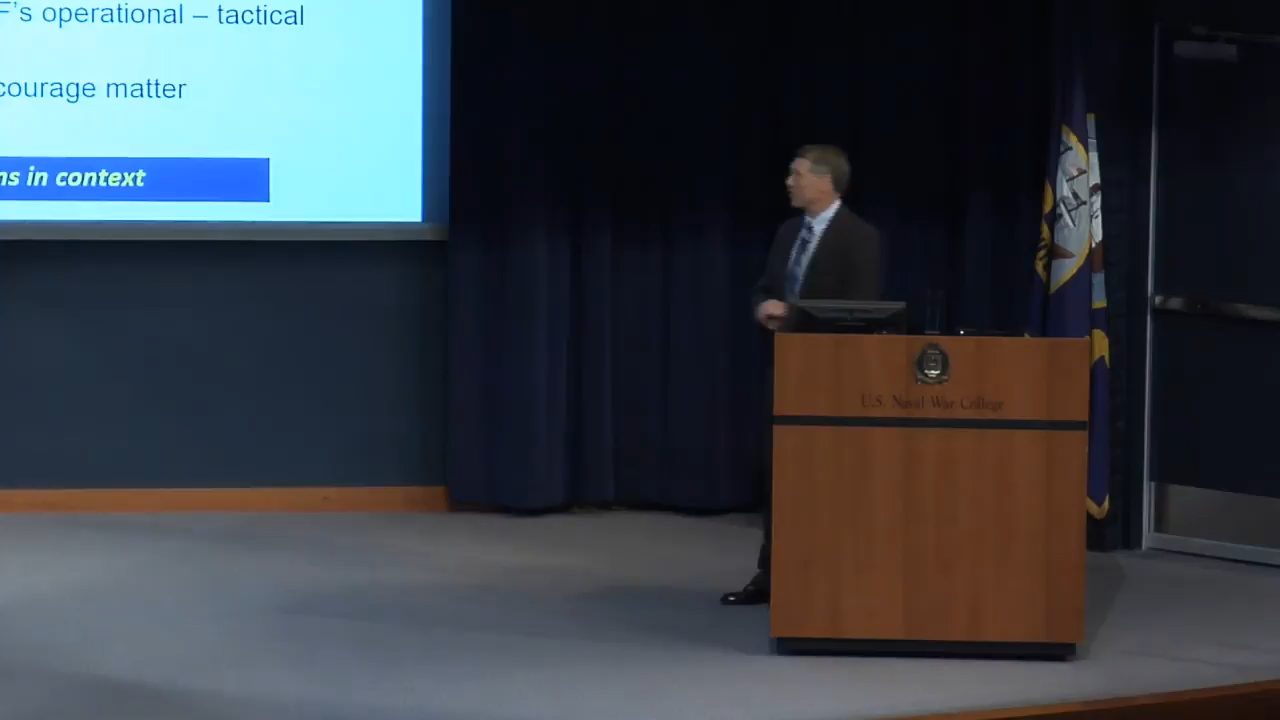 F's operational – tactical
courage matter
ns in context
U.S. Naval War College